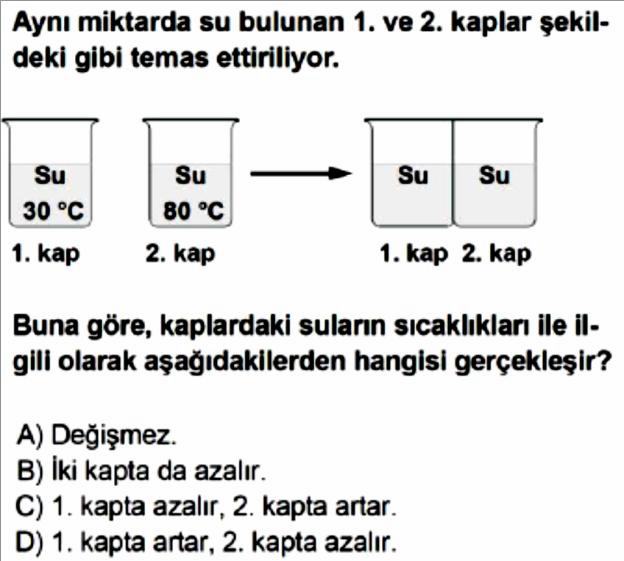 Aynı miktarda su bulunan 1. ve 2. kaplar şekil-
deki gibi temas ettiriliyor.
Su Su Su Su
30 °C 80 °C
1. kap 2. kap 1. kap 2. kap
Buna göre, kaplardaki suların sıcaklıkları ile il-
gili olarak aşağıdakilerden hangisi gerçekleşir?
A) Değişmez.
B) İki kapta da azalır.
C) 1. kapta azalır, 2. kapta artar.
D) 1. kapta artar, 2. kapta azalır.